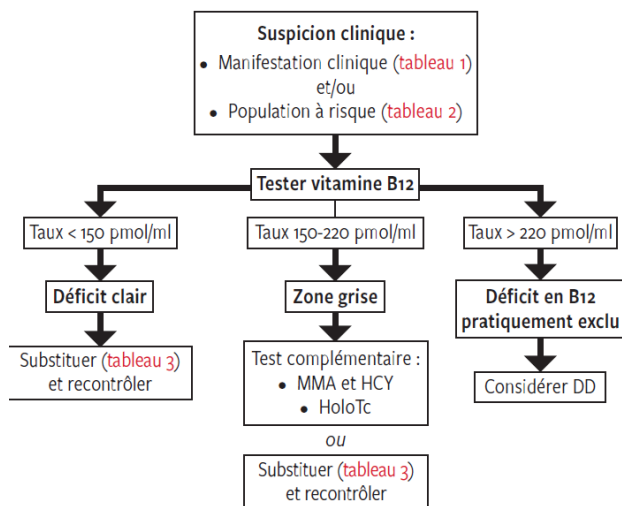 Suspicion clinique :
• Manifestation clinique (tableau 1)
et/ou
• Population à risque (tableau 2)
Tester vitamine B12
Taux < 150 pmol/ml
Taux 150-220 pmol/ml
Taux > 220 pmol/ml
Déficit clair
Zone grise
Déficit en B12
pratiquement exclu
Substituer (tableau 3)
et recontrôler
Test complémentaire :
• MMA et HCY
• HoloTc
Considérer DD
ou
Substituer (tableau 3)
et recontrôler